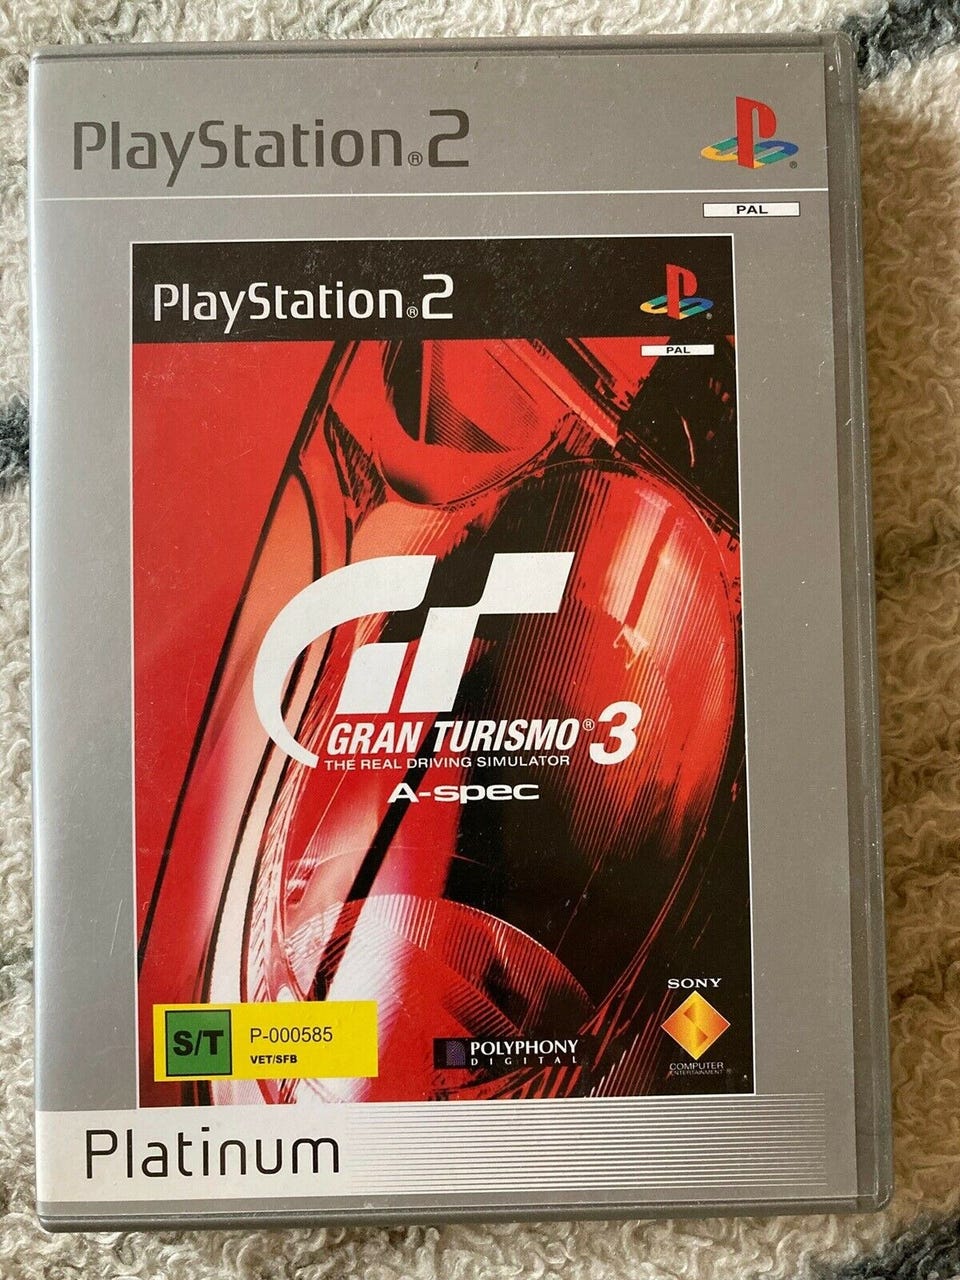 PlayStation®2
PAL
PlayStation®2
PAL
GRAN TURISMO®3
THE REAL DRIVING SIMULATOR
A-spec
S/T P-000585
VET/SFB
POLYPHONY
DIGITAL
SONY
COMPUTER
ENTERTAINMENT®
Platinum